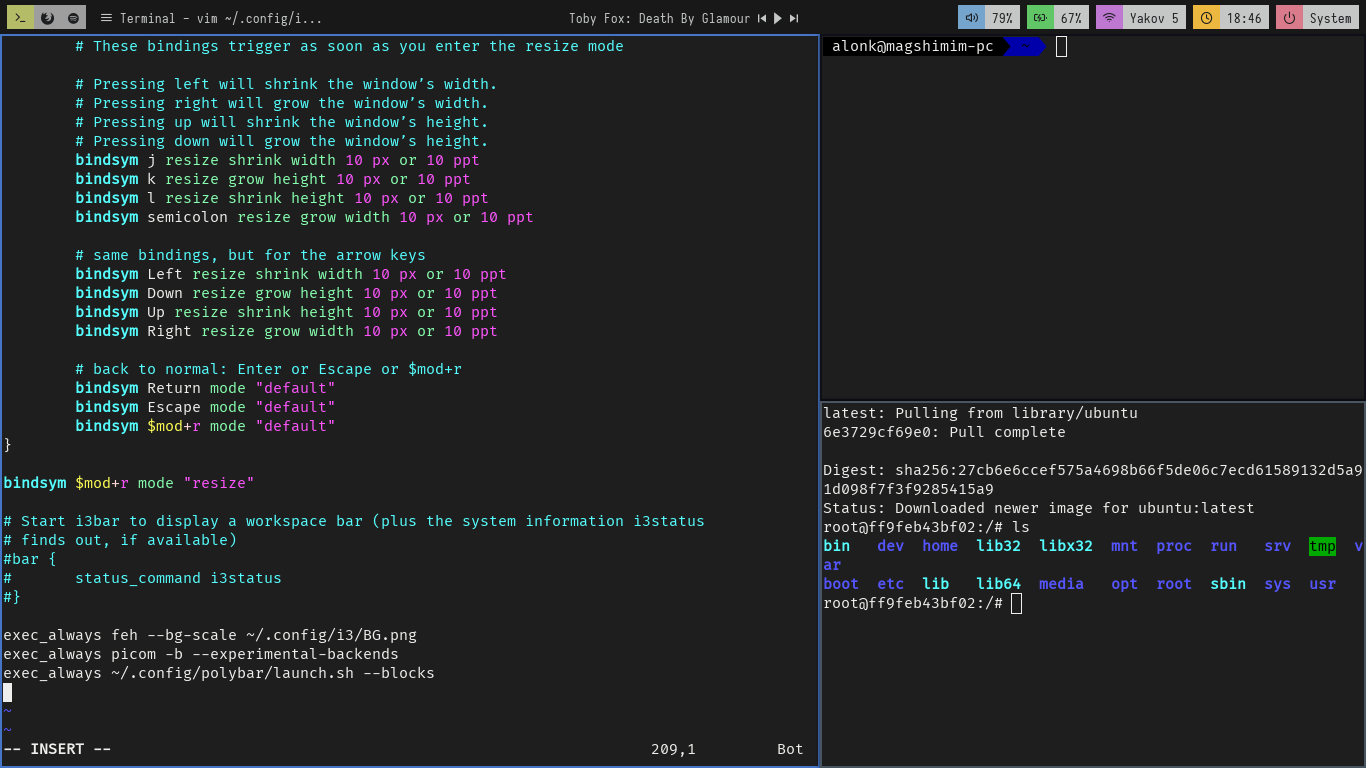 Terminal - vim ~/.config/i...
Toby Fox: Death By Glamour
79%
67%
Yakov 5
18:46
System
# These bindings trigger as soon as you enter the resize mode
# Pressing left will shrink the window’s width.
# Pressing right will grow the window’s width.
# Pressing up will shrink the window’s height.
# Pressing down will grow the window’s height.
bindsym j resize shrink width 10 px or 10 ppt
bindsym k resize grow height 10 px or 10 ppt
bindsym l resize shrink height 10 px or 10 ppt
bindsym semicolon resize grow width 10 px or 10 ppt
# same bindings, but for the arrow keys
bindsym Left resize shrink width 10 px or 10 ppt
bindsym Down resize grow height 10 px or 10 ppt
bindsym Up resize shrink height 10 px or 10 ppt
bindsym Right resize grow width 10 px or 10 ppt
# back to normal: Enter or Escape or $mod+r
bindsym Return mode "default"
bindsym Escape mode "default"
bindsym $mod+r mode "default"
}
bindsym $mod+r mode "resize"
# Start i3bar to display a workspace bar (plus the system information i3status
# finds out, if available)
#bar {
#       status_command i3status
#}
exec_always feh --bg-scale ~/.config/i3/BG.png
exec_always picom -b --experimental-backends
exec_always ~/.config/polybar/launch.sh --blocks
~
~
-- INSERT --
209,1
Bot
alonk@magshimim-pc ~
latest: Pulling from library/ubuntu
6e3729cf69e0: Pull complete
Digest: sha256:27cb6e6ccef575a4698b66f5de06c7ecd61589132d5a9
1d098f7f3f9285415a9
Status: Downloaded newer image for ubuntu:latest
root@ff9feb43bf02:/# ls
bin   dev  home  lib32  libx32  mnt  proc  run   srv  tmp  v
ar
boot  etc  lib   lib64  media   opt  root  sbin  sys  usr
root@ff9feb43bf02:/#